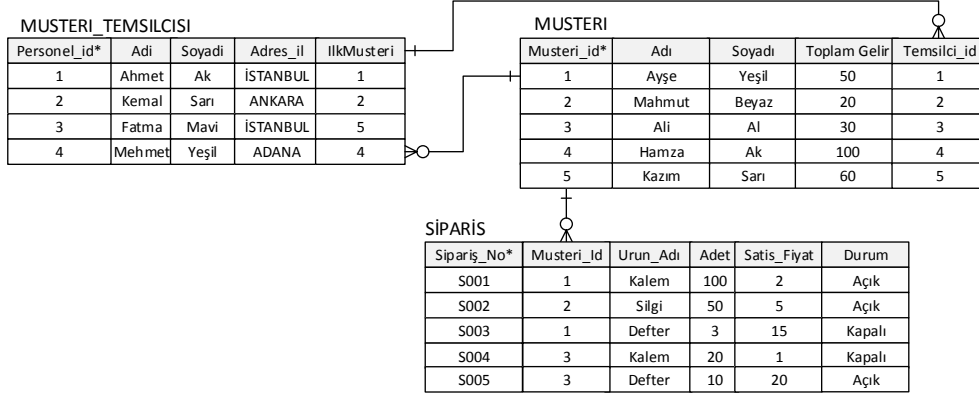 MUSTERI_TEMSILCISI
Personel_id* Adi Soyadi Adres_il IlkMusteri
1 Ahmet Ak İSTANBUL 1
2 Kemal Sarı ANKARA 2
3 Fatma Mavi İSTANBUL 5
4 Mehmet Yeşil ADANA 4
MUSTERI
Musteri_id* Adı Soyadı Toplam Gelir Temsilci_id
1 Ayşe Yeşil 50 1
2 Mahmut Beyaz 20 2
3 Ali Al 30 3
4 Hamza Ak 100 4
5 Kazım Sarı 60 5
SİPARİS
Sipariş_No* Musteri_Id Urun_Adı Adet Satis_Fiyat Durum
S001 1 Kalem 100 2 Açık
S002 2 Silgi 50 5 Açık
S003 1 Defter 3 15 Kapalı
S004 3 Kalem 20 1 Kapalı
S005 3 Defter 10 20 Açık